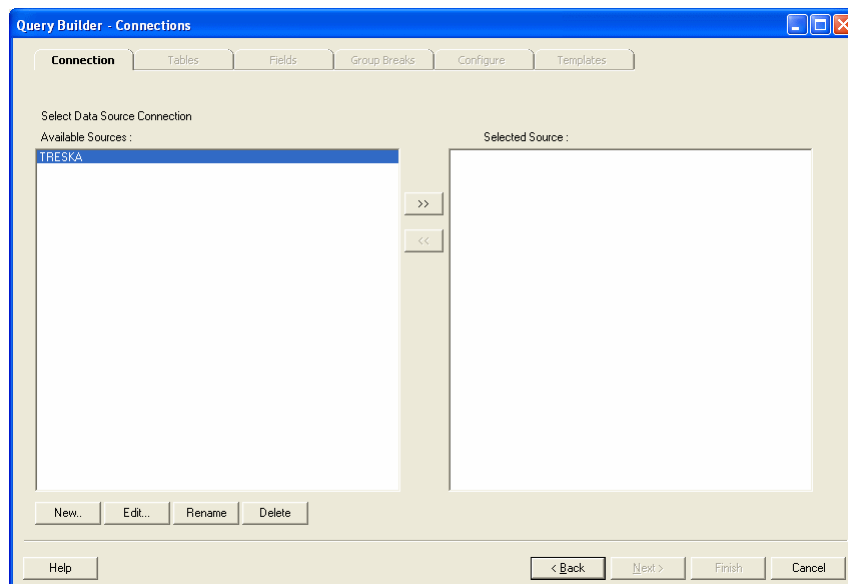 Query Builder - Connections
Connection Tables Fields Group Breaks Configure Templates
Select Data Source Connection
Available Sources : Selected Source :
TRESKA
>>
<<
New.. Edit... Rename Delete
Help < Back Next > Finish Cancel